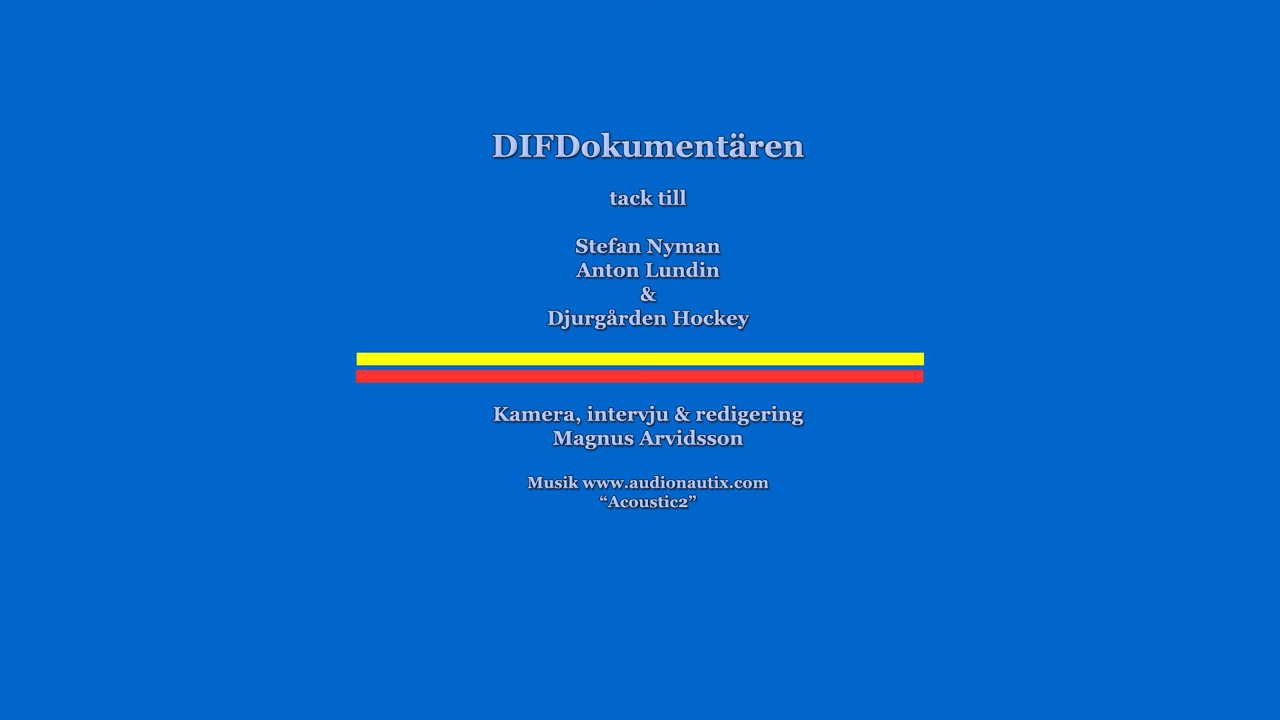 DIFDokumentären
tack till
Stefan Nyman
Anton Lundin
&
Djurgården Hockey
Kamera, intervju & redigering
Magnus Arvidsson
Musik www.audionautix.com
“Acoustic2”